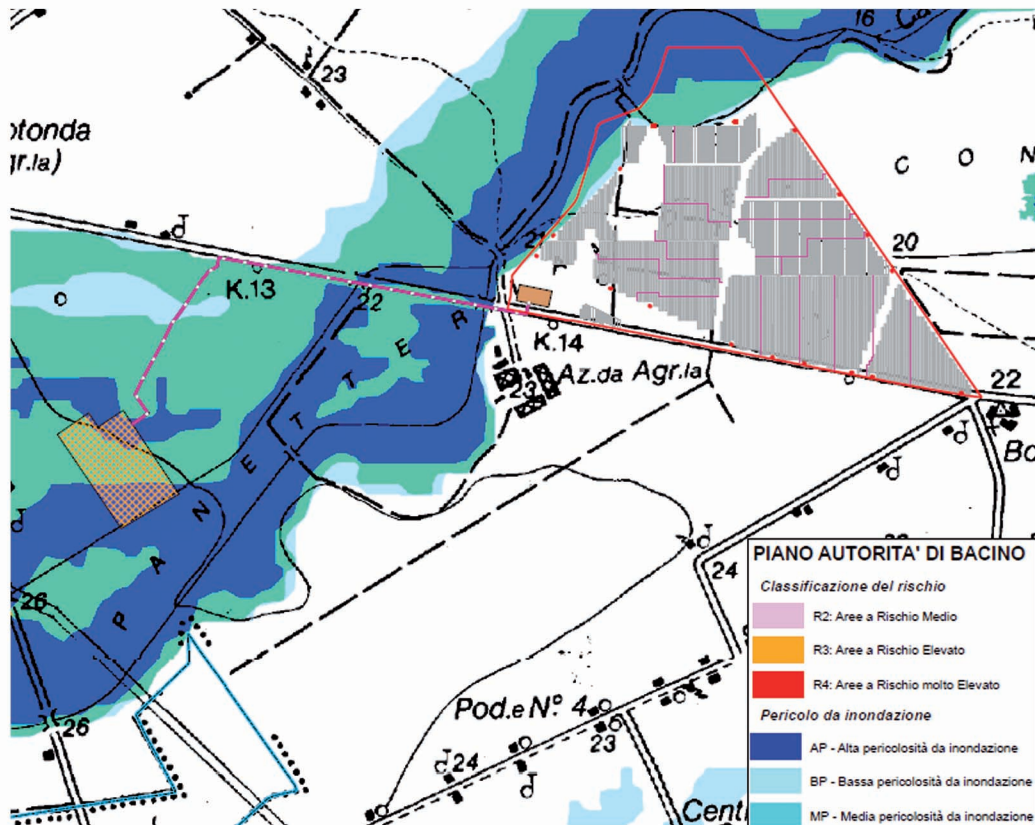 16
23
otonda
gr.la)
C O N
21
20
K.13
22
K.14
23
Az.da Agr.la
22
Bo
P A N E T T E R
24
26
26
Pod.e N° 4
23
24
Cent
PIANO AUTORITA' DI BACINO
Classificazione del rischio
R2: Aree a Rischio Medio
R3: Aree a Rischio Elevato
R4: Aree a Rischio molto Elevato
Pericolo da inondazione
AP - Alta pericolosità da inondazione
BP - Bassa pericolosità da inondazione
MP - Media pericolosità da inondazione